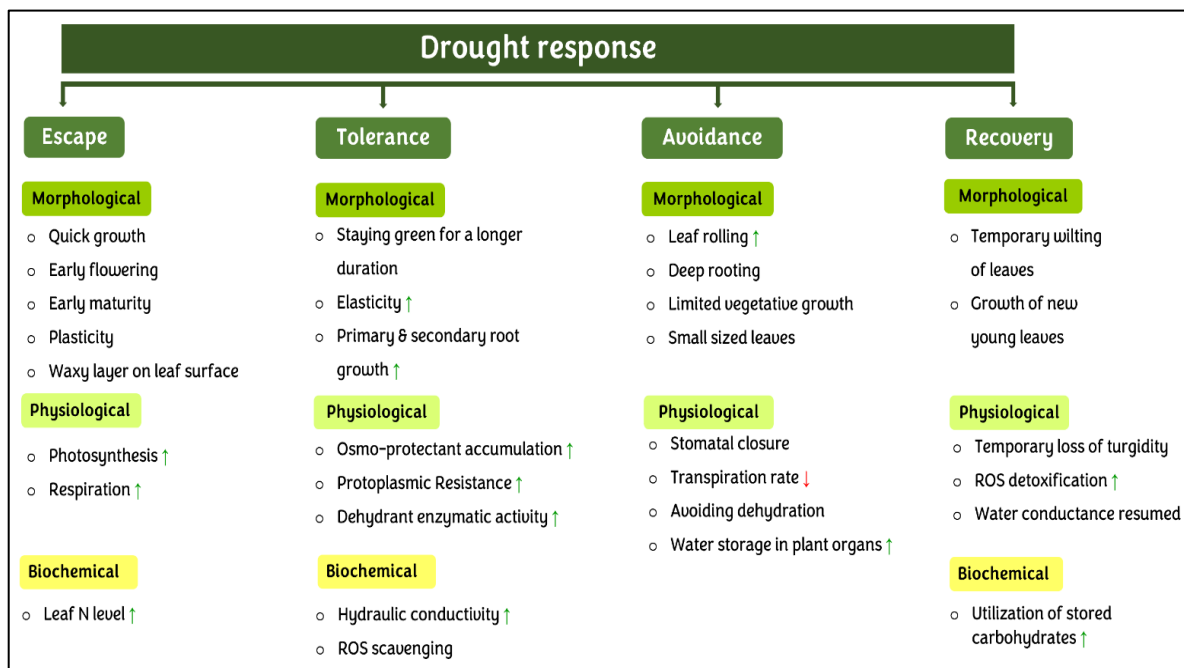 Drought response
Escape
Morphological
○ Quick growth
○ Early flowering
○ Early maturity
○ Plasticity
○ Waxy layer on leaf surface
Physiological
○ Photosynthesis ↑
○ Respiration ↑
Biochemical
○ Leaf N level ↑
Tolerance
Morphological
○ Staying green for a longer
duration
○ Elasticity ↑
○ Primary & secondary root
growth ↑
Physiological
○ Osmo-protectant accumulation ↑
○ Protoplasmic Resistance ↑
○ Dehydrant enzymatic activity ↑
Biochemical
○ Hydraulic conductivity ↑
○ ROS scavenging
Avoidance
Morphological
○ Leaf rolling ↑
○ Deep rooting
○ Limited vegetative growth
○ Small sized leaves
Physiological
○ Stomatal closure
○ Transpiration rate ↓
○ Avoiding dehydration
○ Water storage in plant organs ↑
Recovery
Morphological
○ Temporary wilting
of leaves
○ Growth of new
young leaves
Physiological
○ Temporary loss of turgidity
○ ROS detoxification ↑
○ Water conductance resumed
Biochemical
○ Utilization of stored
carbohydrates ↑